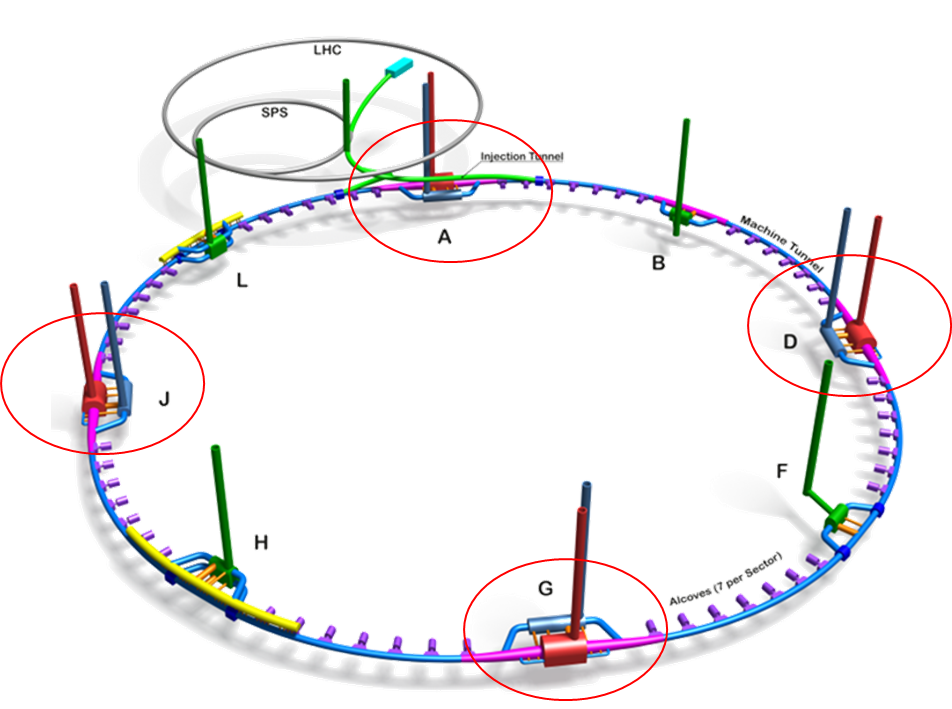 LHC
SPS
Injection Tunnel
A
B
Machine Tunnel
L
D
J
F
H
G
Alcoves (7 per Sector)